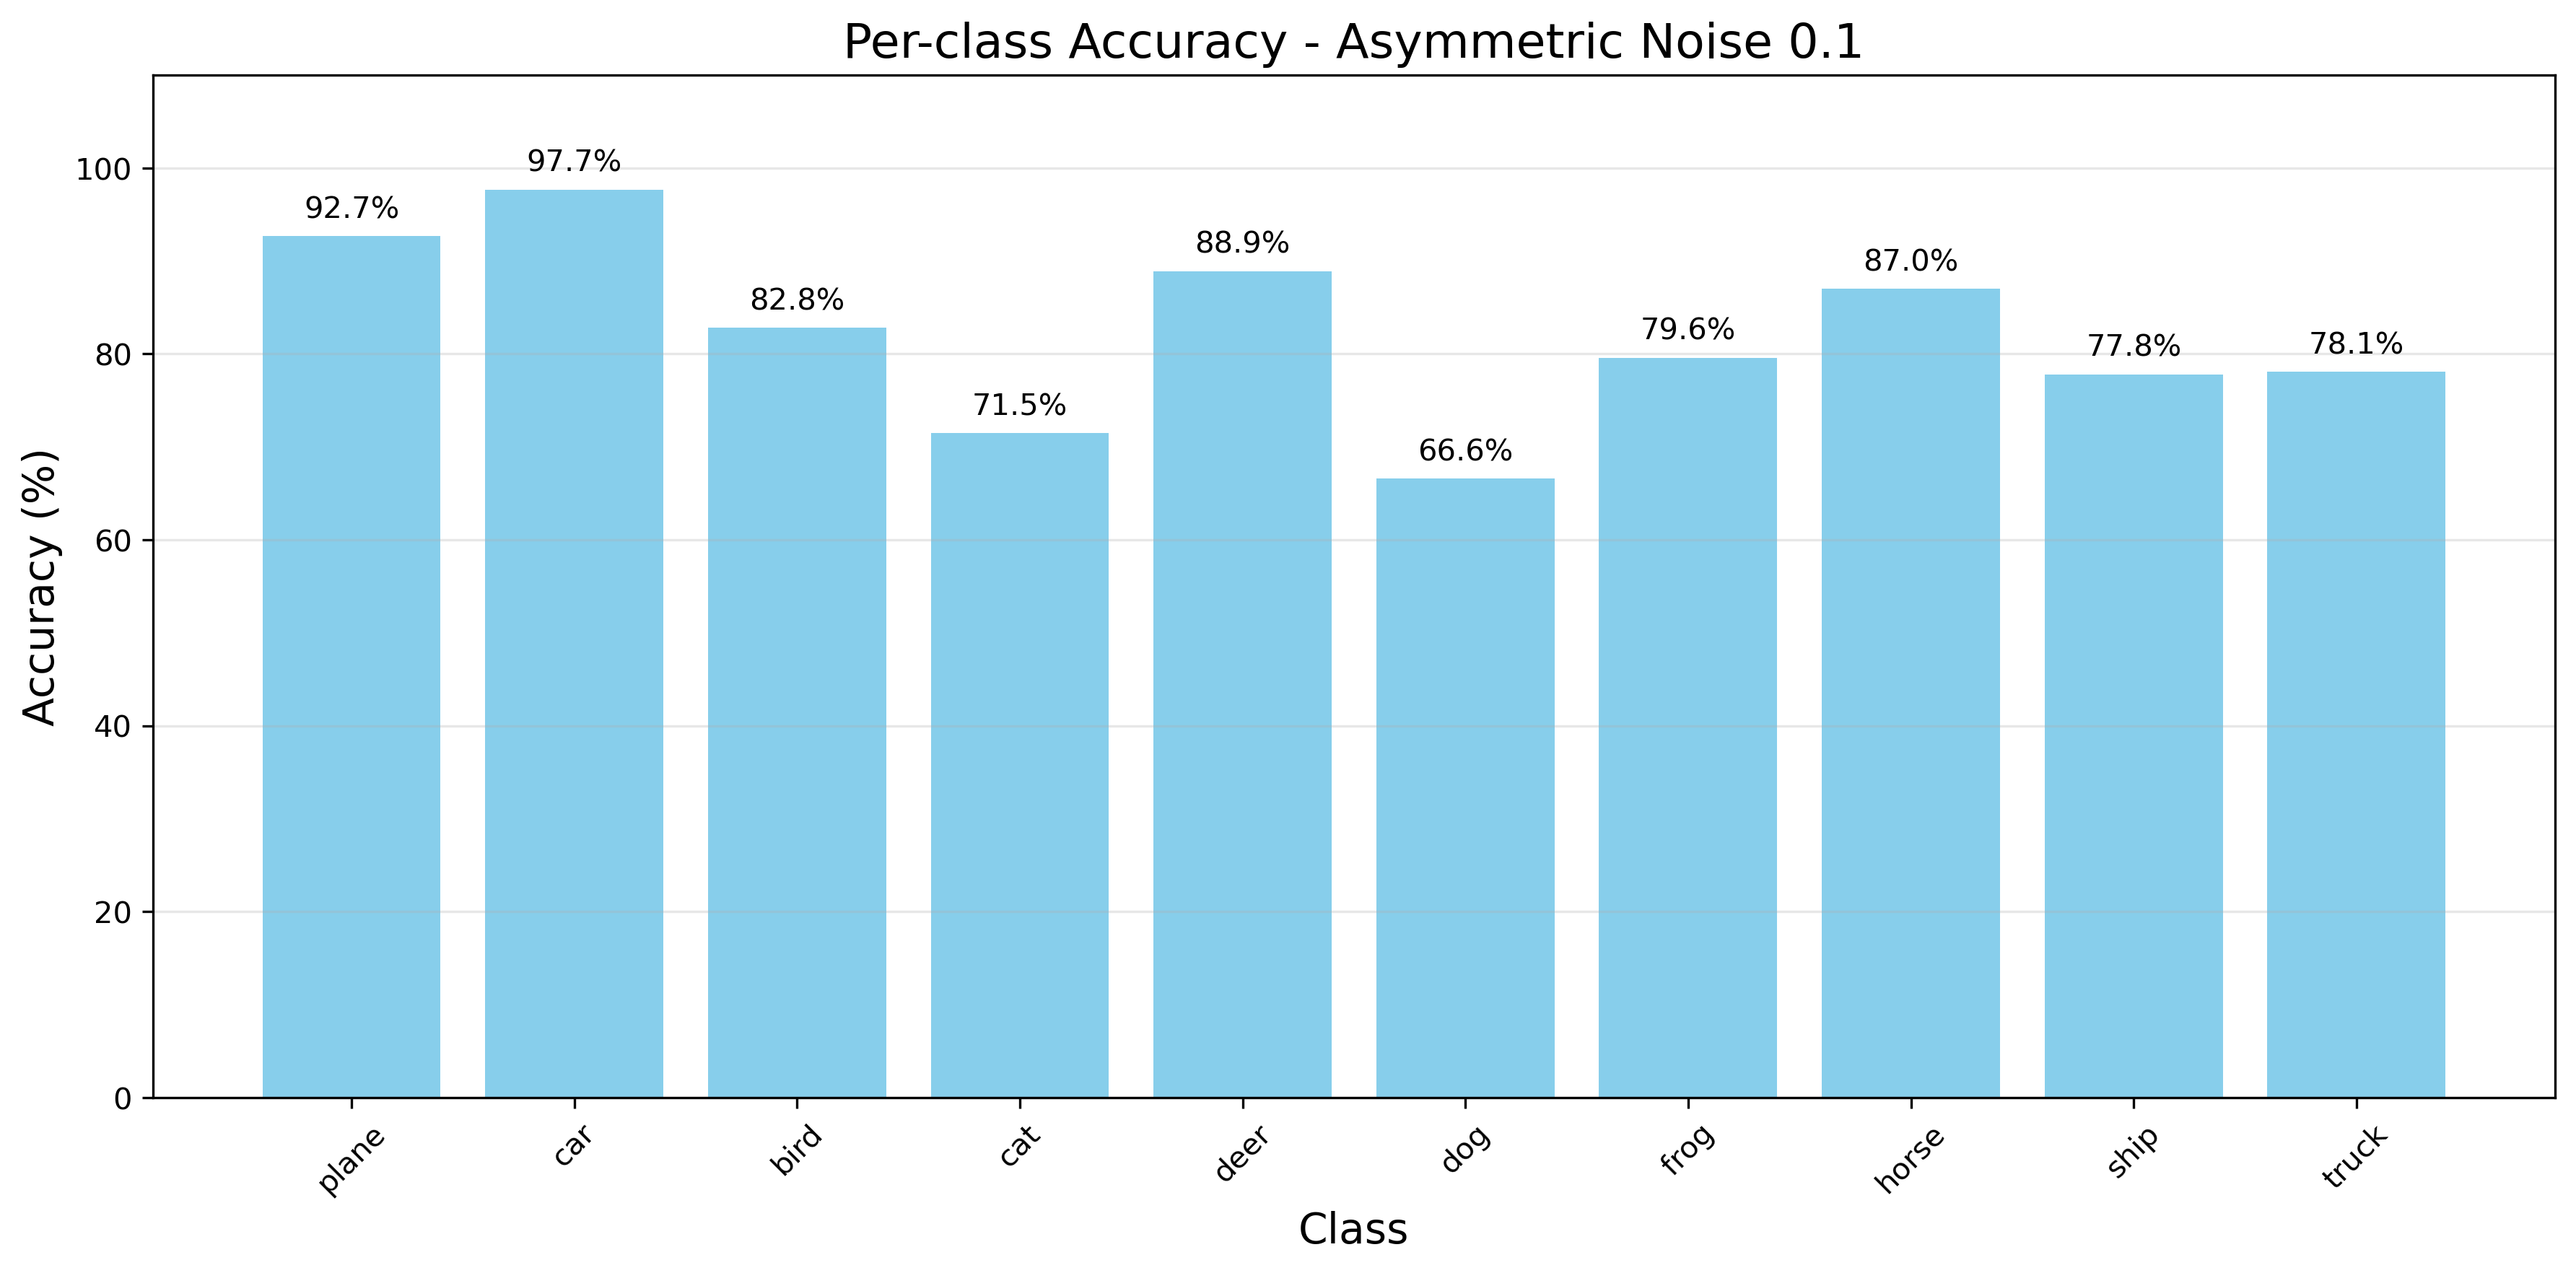 Per-class Accuracy - Asymmetric Noise 0.1
Accuracy (%)
100
80
60
40
20
0
92.7%
97.7%
82.8%
71.5%
88.9%
66.6%
79.6%
87.0%
77.8%
78.1%
plane
car
bird
cat
deer
dog
frog
horse
ship
truck
Class